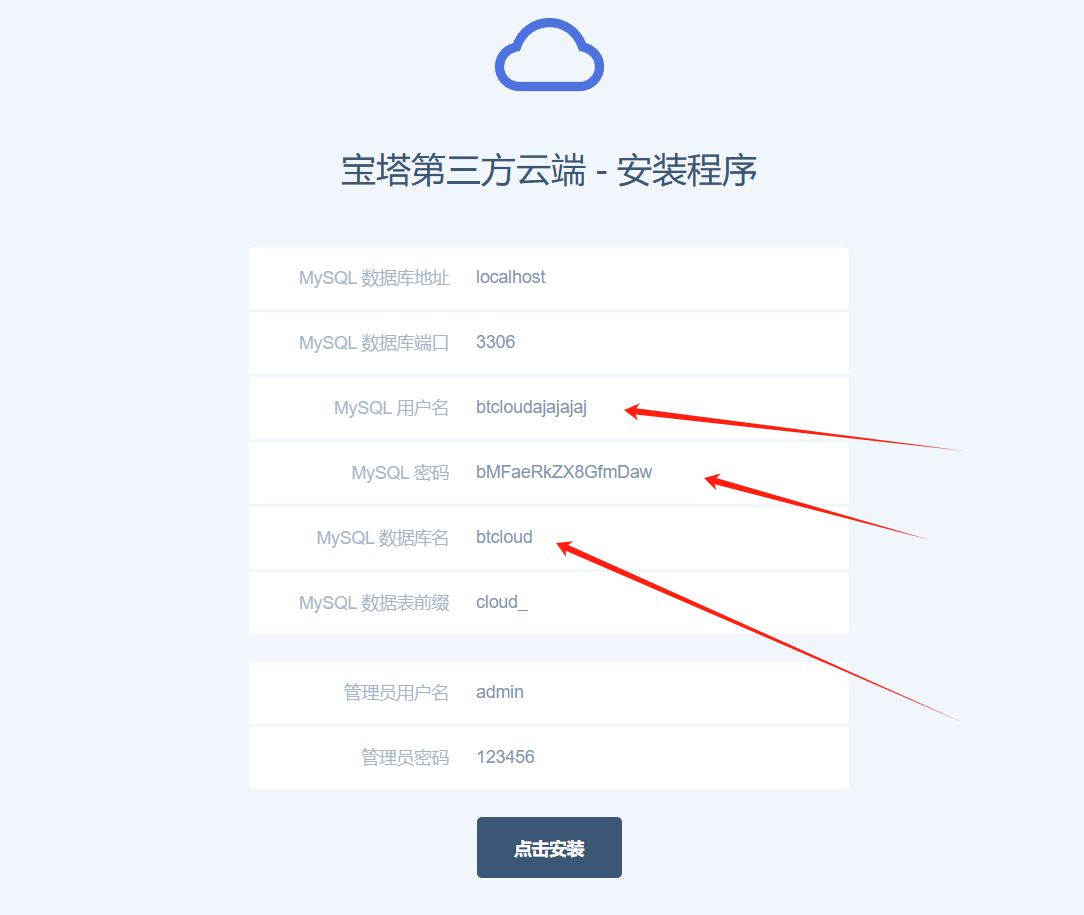 宝塔第三方云端 - 安装程序
MySQL 数据库地址 localhost
MySQL 数据库端口 3306
MySQL 用户名 btcloudajajajaj
MySQL 密码 bMFaeRkZX8GfmDaw
MySQL 数据库名 btcloud
MySQL 数据表前缀 cloud_
管理员用户名 admin
管理员密码 123456
点击安装